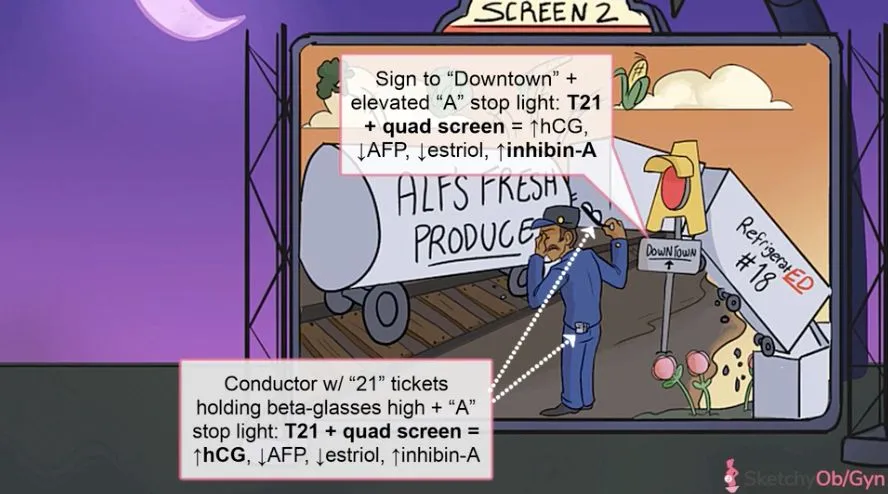 SCREEN 2
Sign to “Downtown” +
elevated “A” stop light: T21
+ quad screen = ↑hCG,
↓AFP, ↓estriol, ↑inhibin-A
ALF'S FRESH
PRODUCE
DOWNTOWN
↑
RefrigeratED
#18
Conductor w/ “21” tickets
holding beta-glasses high + “A”
stop light: T21 + quad screen =
↑hCG, ↓AFP, ↓estriol, ↑inhibin-A
SketchyOb/Gyn